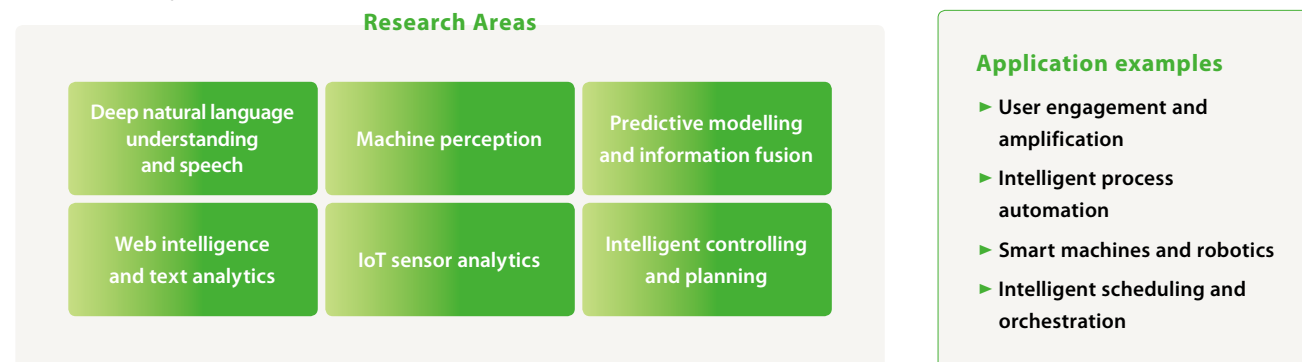 Research Areas
Deep natural language
understanding
and speech
Machine perception
Predictive modelling
and information fusion
Web intelligence
and text analytics
IoT sensor analytics
Intelligent controlling
and planning
Application examples
► User engagement and
amplification
► Intelligent process
automation
► Smart machines and robotics
► Intelligent scheduling and
orchestration